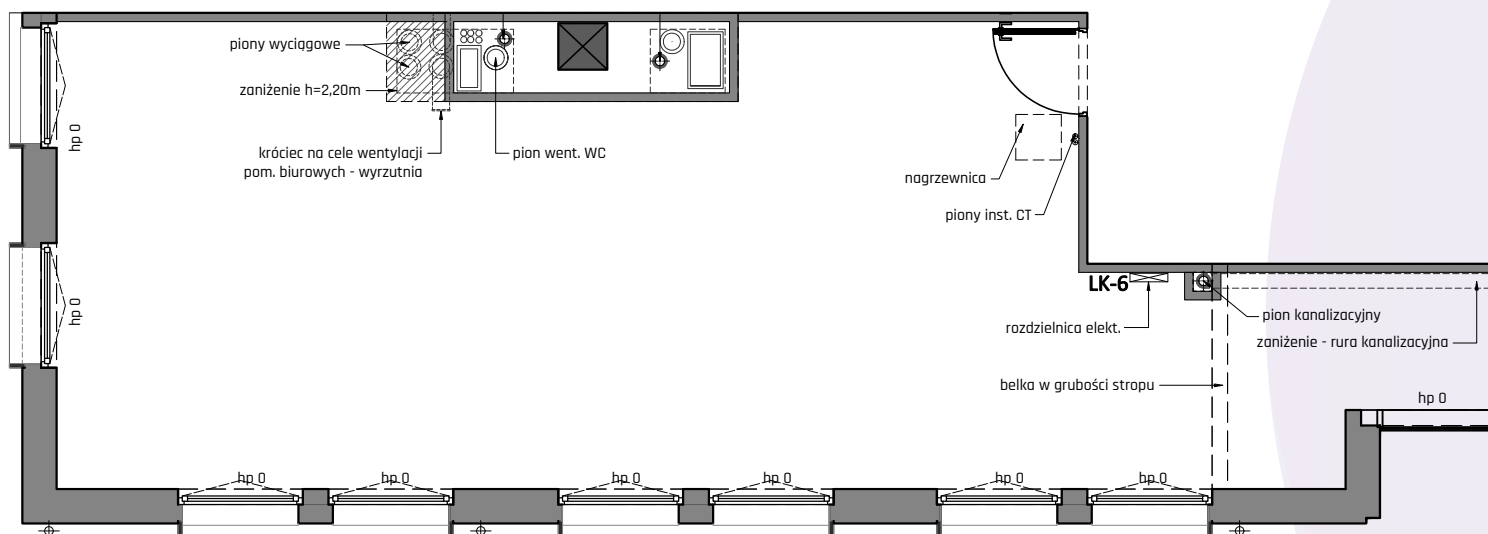 piony wyciągowe
zaniżenie h=2,20m
króciec na cele wentylacji
pom. biurowych - wyrzutnia
pion went. WC
nagrzewnica
piony inst. CT
hp 0
hp 0
LK-6
rozdzielnica elekt.
pion kanalizacyjny
zaniżenie - rura kanalizacyjna
belka w grubości stropu
hp 0
hp 0
hp 0
hp 0
hp 0
hp 0
hp 0